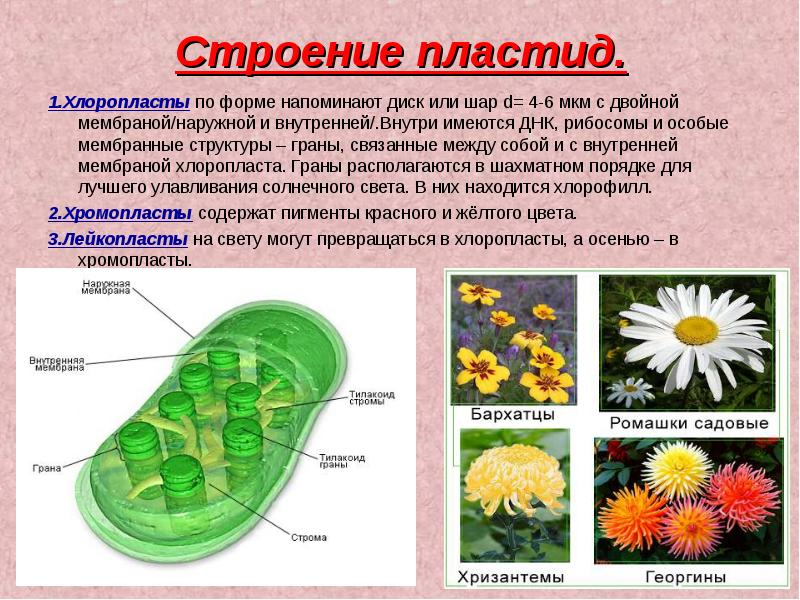 Строение пластид.
1.Хлоропласты по форме напоминают диск или шар d= 4-6 мкм с двойной
мембраной/наружной и внутренней/.Внутри имеются ДНК, рибосомы и особые
мембранные структуры – граны, связанные между собой и с внутренней
мембраной хлоропласта. Граны располагаются в шахматном порядке для
лучшего улавливания солнечного света. В них находится хлорофилл.
2.Хромопласты содержат пигменты красного и жёлтого цвета.
3.Лейкопласты на свету могут превращаться в хлоропласты, а осенью – в
хромопласты.
Наружная
мембрана
Внутренняя
мембрана
Тилакоид
стромы
Тилакоид
граны
Грана
Строма
Бархатцы
Ромашки садовые
Хризантемы
Георгины